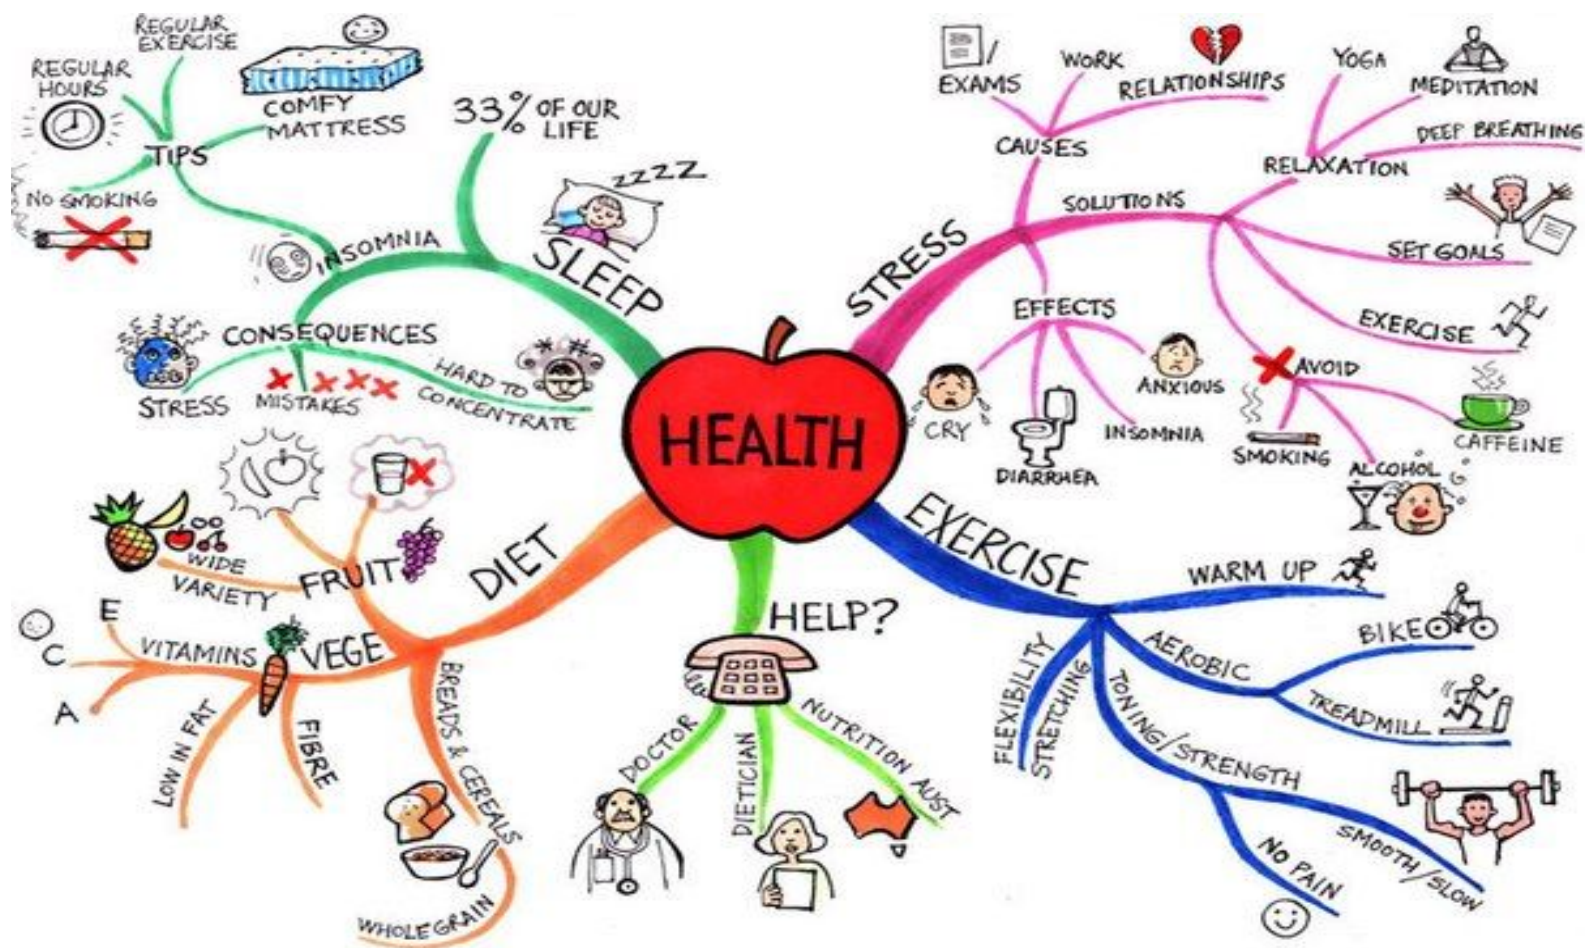 HEALTH
SLEEP
33% OF OUR
LIFE
ZZZZ
INSOMNIA
TIPS
REGULAR
HOURS
REGULAR
EXERCISE
COMFY
MATTRESS
NO SMOKING
CONSEQUENCES
STRESS
MISTAKES
HARD TO
CONCENTRATE
STRESS
CAUSES
EXAMS
WORK
RELATIONSHIPS
SOLUTIONS
RELAXATION
YOGA
MEDITATION
DEEP BREATHING
SET GOALS
EXERCISE
AVOID
SMOKING
ALCOHOL
CAFFEINE
EFFECTS
CRY
DIARRHEA
INSOMNIA
ANXIOUS
DIET
FRUIT
WIDE
VARIETY
VEGE
VITAMINS
E
C
A
LOW IN FAT
FIBRE
BREADS & CEREALS
WHOLEGRAIN
HELP?
DOCTOR
DIETICIAN
NUTRITION AUST
EXERCISE
WARM UP
AEROBIC
BIKE
TREADMILL
TONING/STRENGTH
SMOOTH/SLOW
NO PAIN
FLEXIBILITY
STRETCHING